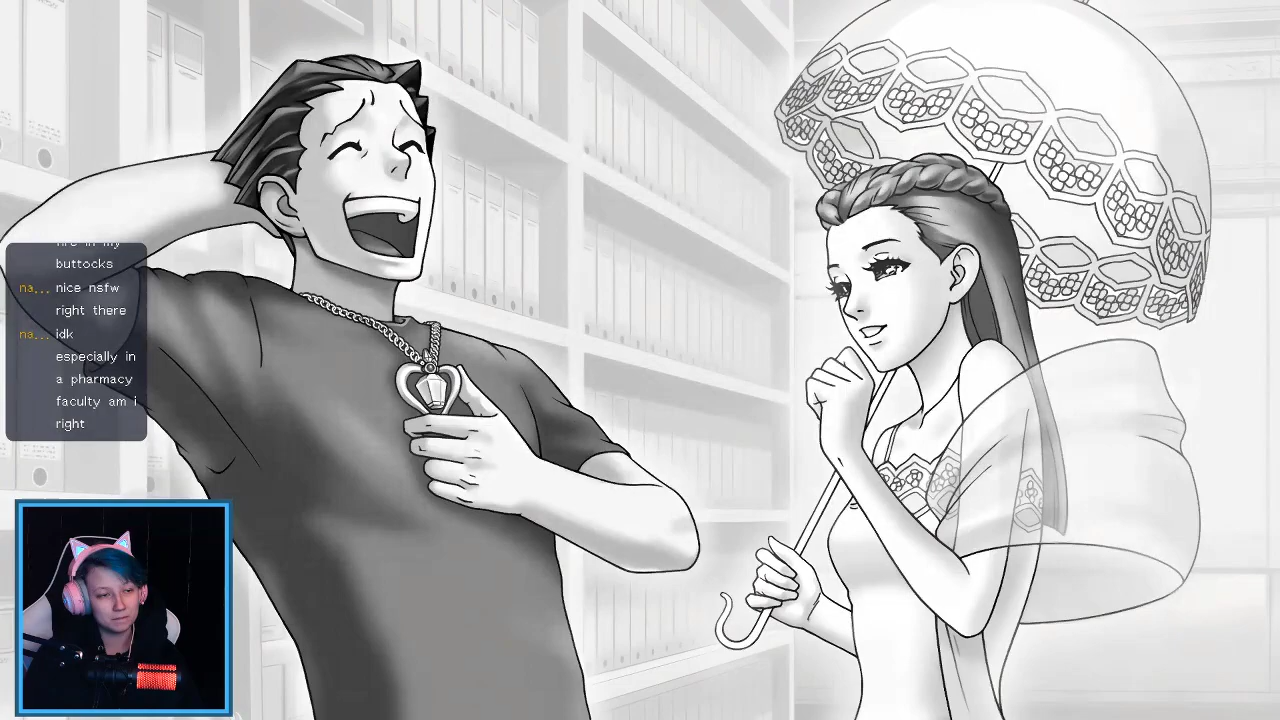 buttocks
na... nice nsfw
right there
na... idk
especially in
a pharmacy
faculty am i
right